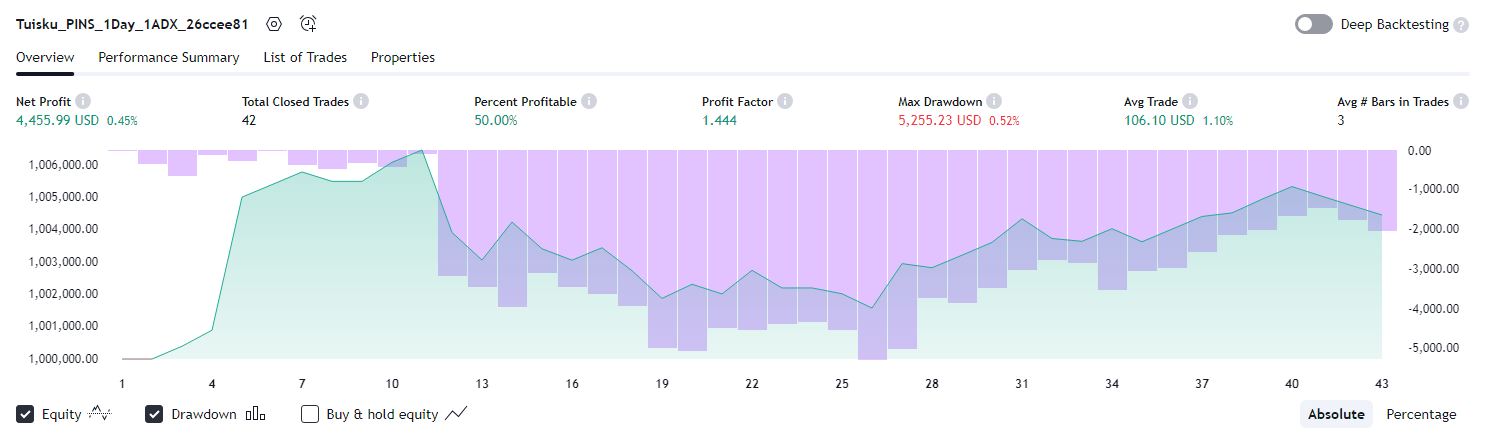 Tuisku_PINS_1Day_1ADX_26ccee81 Deep Backtesting ?
Overview Performance Summary List of Trades Properties
Net Profit i Total Closed Trades i Percent Profitable i Profit Factor i Max Drawdown i Avg Trade i Avg # Bars in Trades i
4,455.99 USD 0.45% 42 50.00% 1.444 5,255.23 USD 0.52% 106.10 USD 1.10% 3
1,006,000.00 0.00
1,005,000.00 -1,000.00
1,004,000.00 -2,000.00
1,003,000.00 -3,000.00
1,002,000.00 -4,000.00
1,001,000.00 -5,000.00
1,000,000.00
1 4 7 10 13 16 19 22 25 28 31 34 37 40 43
Equity Drawdown Buy & hold equity Absolute Percentage